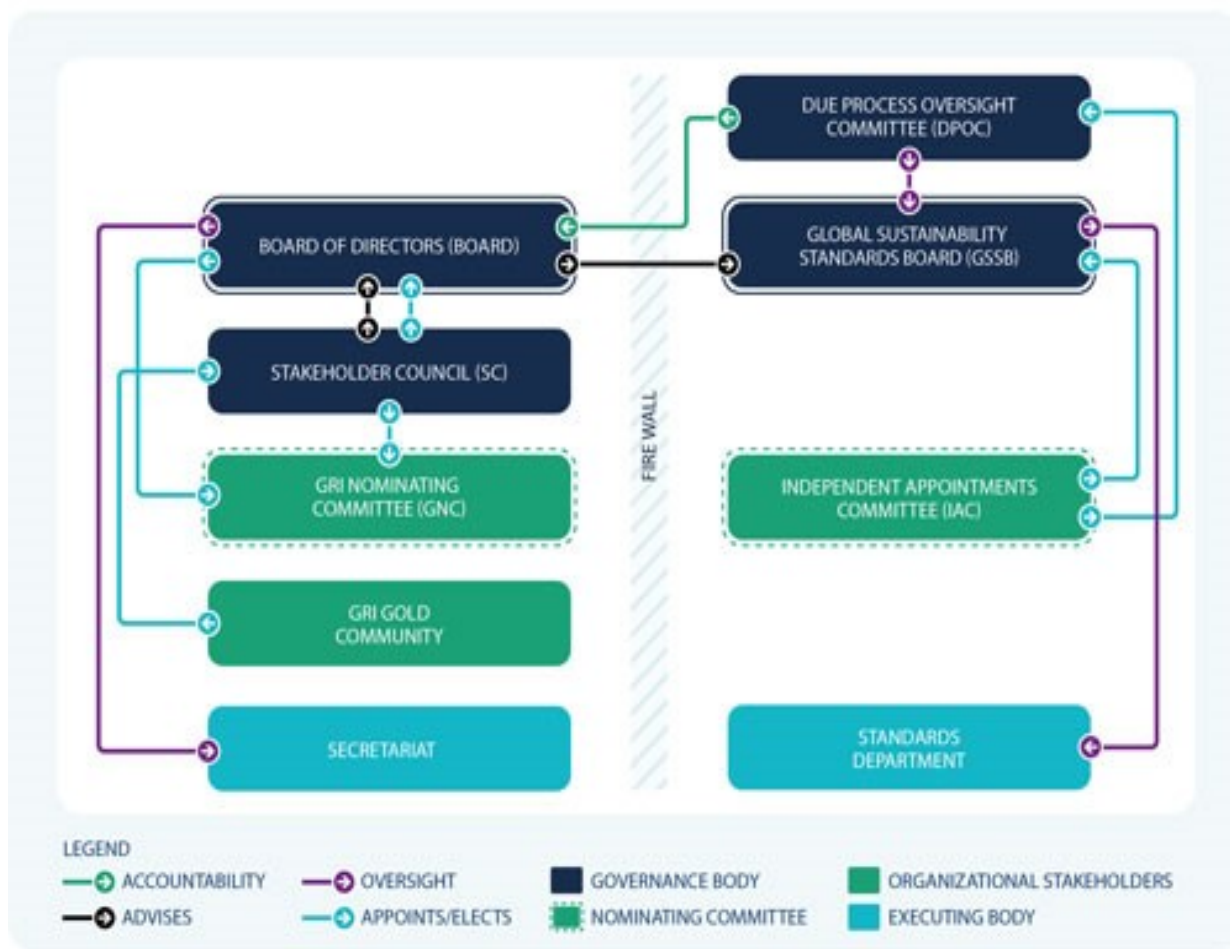 DUE PROCESS OVERSIGHT
COMMITTEE (DPOC)
BOARD OF DIRECTORS (BOARD)
GLOBAL SUSTAINABILITY
STANDARDS BOARD (GSSB)
STAKEHOLDER COUNCIL (SC)
FIRE WALL
GRI NOMINATING
COMMITTEE (GNC)
INDEPENDENT APPOINTMENTS
COMMITTEE (IAC)
GRI GOLD
COMMUNITY
SECRETARIAT
STANDARDS
DEPARTMENT
LEGEND
ACCOUNTABILITY
OVERSIGHT
GOVERNANCE BODY
ORGANIZATIONAL STAKEHOLDERS
ADVISES
APPOINTS/ELECTS
NOMINATING COMMITTEE
EXECUTING BODY